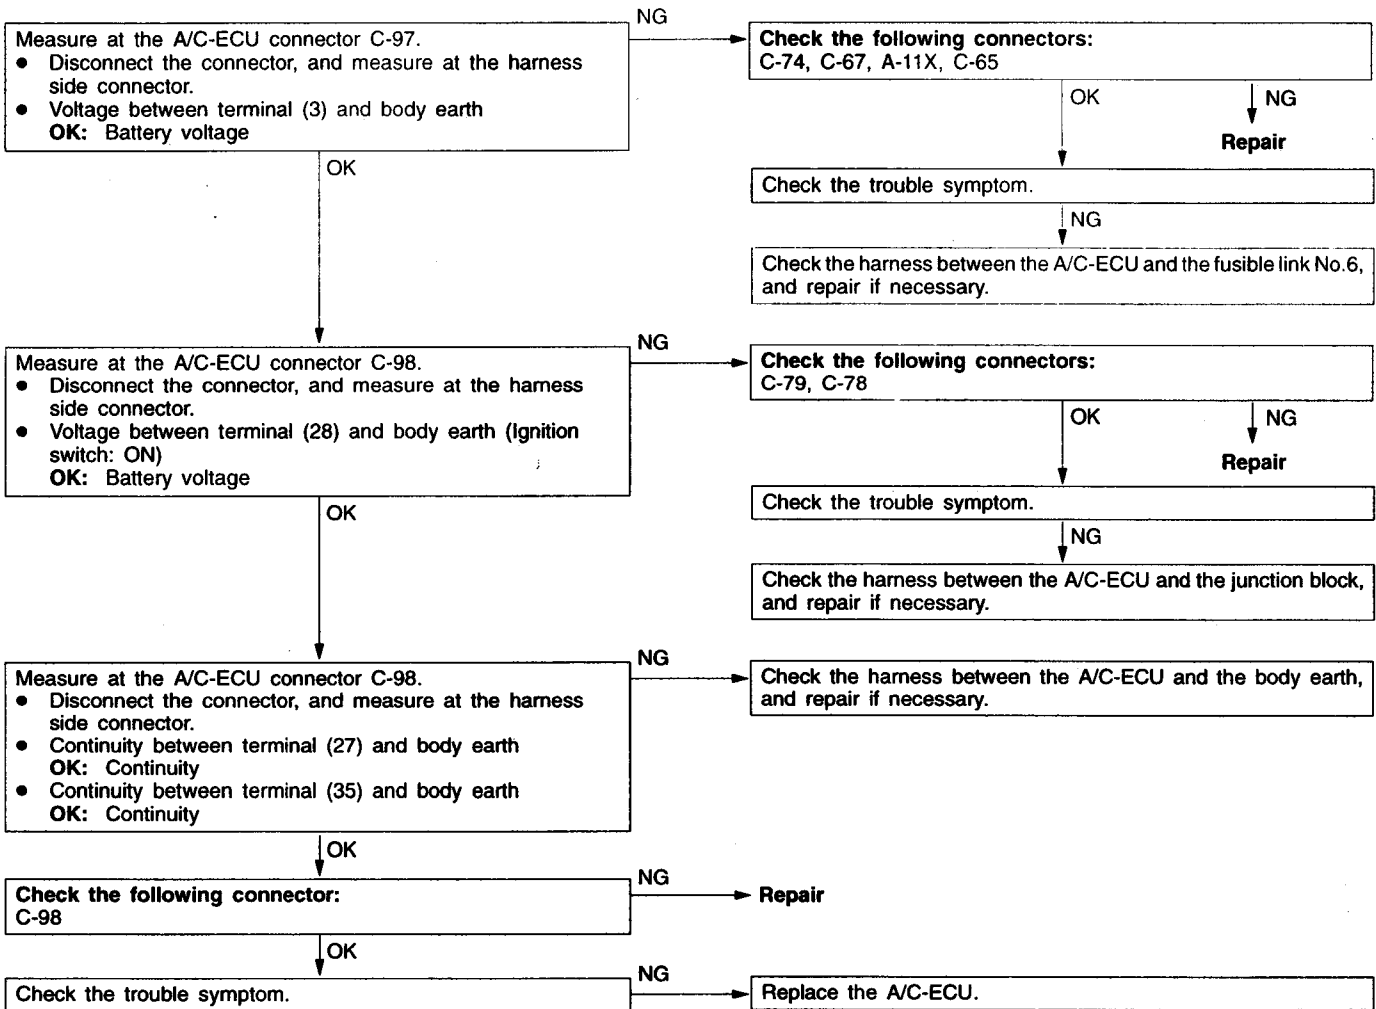 NG
Measure at the A/C-ECU connector C-97.
● Disconnect the connector, and measure at the harness
side connector.
● Voltage between terminal (3) and body earth
OK: Battery voltage
Check the following connectors:
C-74, C-67, A-11X, C-65
OK
NG
Repair
OK
Check the trouble symptom.
NG
Check the harness between the A/C-ECU and the fusible link No.6,
and repair if necessary.
NG
Measure at the A/C-ECU connector C-98.
● Disconnect the connector, and measure at the harness
side connector.
● Voltage between terminal (28) and body earth (Ignition
switch: ON)
OK: Battery voltage
Check the following connectors:
C-79, C-78
OK
NG
Repair
OK
Check the trouble symptom.
NG
Check the harness between the A/C-ECU and the junction block,
and repair if necessary.
NG
Measure at the A/C-ECU connector C-98.
● Disconnect the connector, and measure at the harness
side connector.
● Continuity between terminal (27) and body earth
OK: Continuity
● Continuity between terminal (35) and body earth
OK: Continuity
Check the harness between the A/C-ECU and the body earth,
and repair if necessary.
OK
NG
Check the following connector:
C-98
Repair
OK
NG
Check the trouble symptom.
Replace the A/C-ECU.